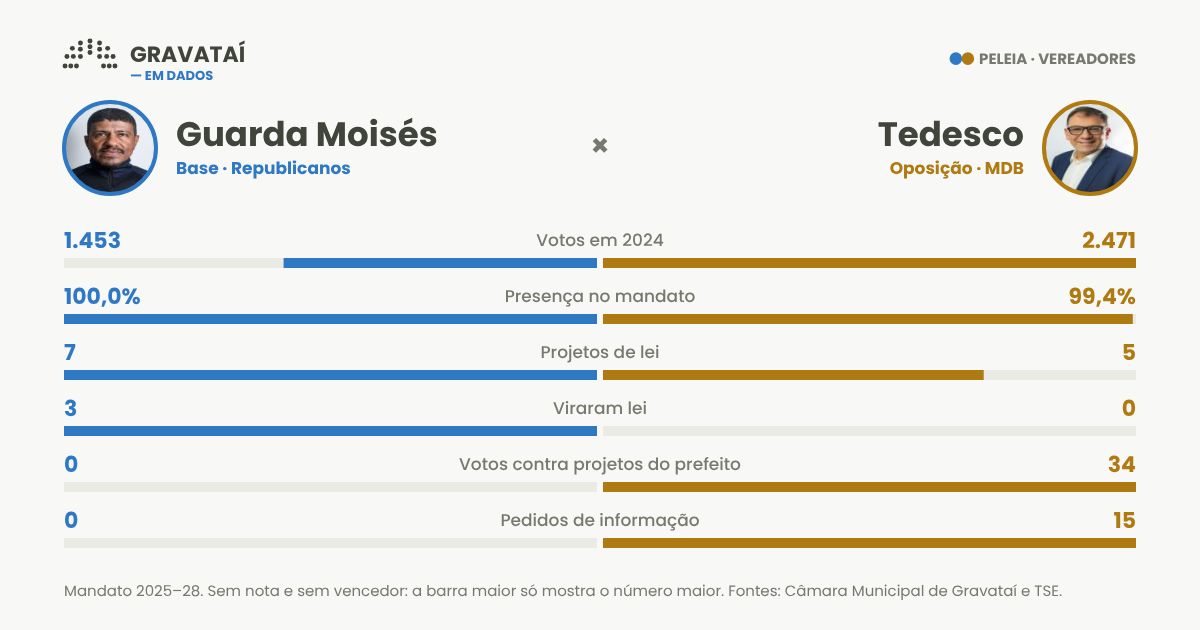 GRAVATAÍ
— EM DADOS
PELEIA · VEREADORES
Guarda Moisés
Base · Republicanos
×
Tedesco
Oposição · MDB
1.453 Votos em 2024 2.471
100,0% Presença no mandato 99,4%
7 Projetos de lei 5
3 Viraram lei 0
0 Votos contra projetos do prefeito 34
0 Pedidos de informação 15
Mandato 2025–28. Sem nota e sem vencedor: a barra maior só mostra o número maior. Fontes: Câmara Municipal de Gravataí e TSE.